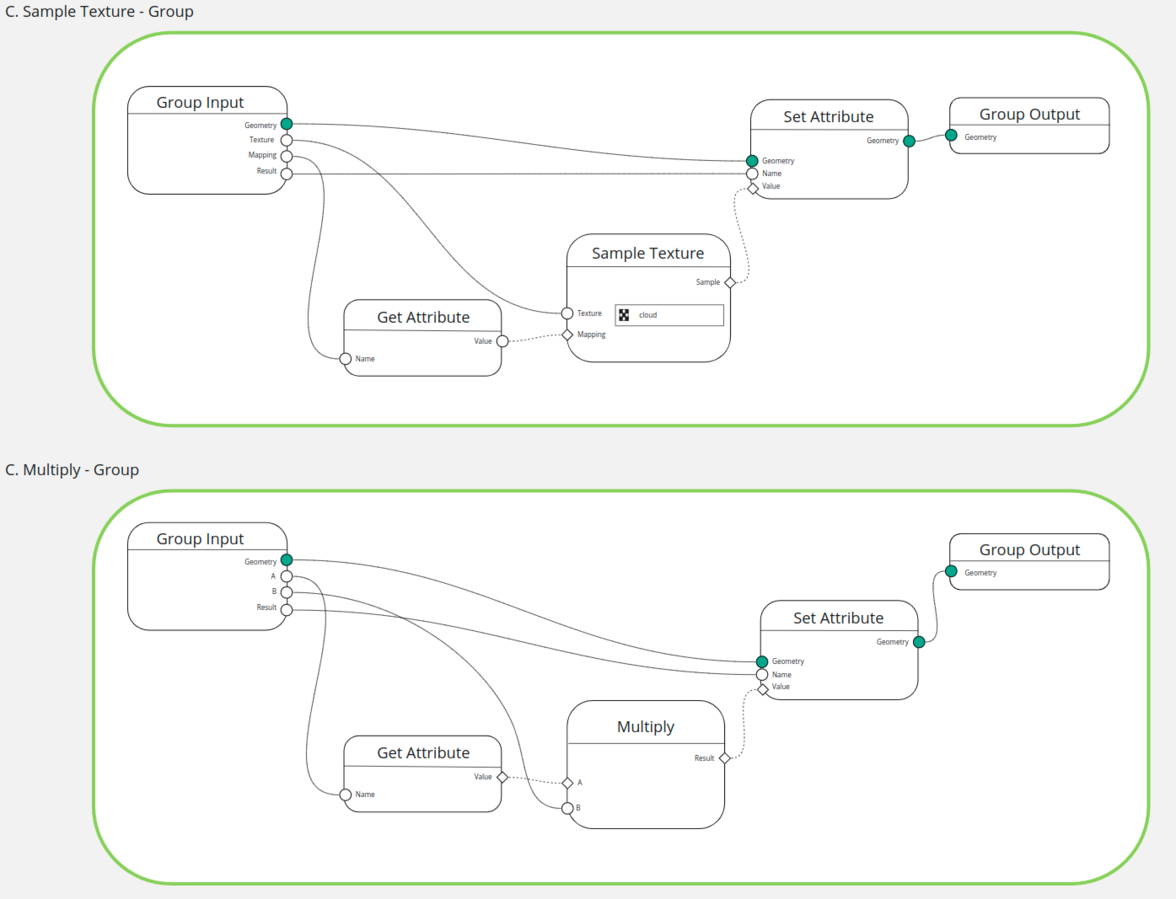 C. Sample Texture - Group
Group Input
Geometry
Texture
Mapping
Result
Set Attribute
Geometry
Geometry
Name
Value
Group Output
Geometry
Sample Texture
Sample
Texture
cloud
Mapping
Get Attribute
Value
Name
C. Multiply - Group
Group Input
Geometry
A
B
Result
Group Output
Geometry
Set Attribute
Geometry
Geometry
Name
Value
Multiply
Result
A
B
Get Attribute
Value
Name